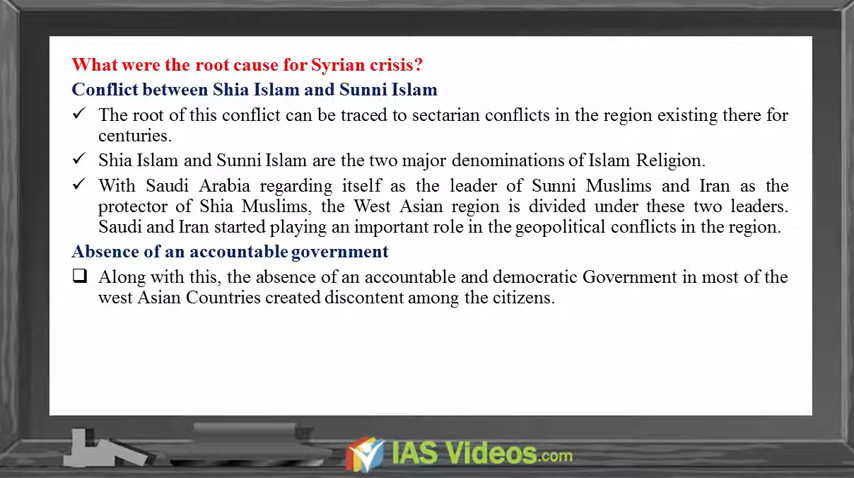 What were the root cause for Syrian crisis?
Conflict between Shia Islam and Sunni Islam
✓ The root of this conflict can be traced to sectarian conflicts in the region existing there for
centuries.
✓ Shia Islam and Sunni Islam are the two major denominations of Islam Religion.
✓ With Saudi Arabia regarding itself as the leader of Sunni Muslims and Iran as the
protector of Shia Muslims, the West Asian region is divided under these two leaders.
Saudi and Iran started playing an important role in the geopolitical conflicts in the region.
Absence of an accountable government
❑ Along with this, the absence of an accountable and democratic Government in most of the
west Asian Countries created discontent among the citizens.
IAS Videos.com